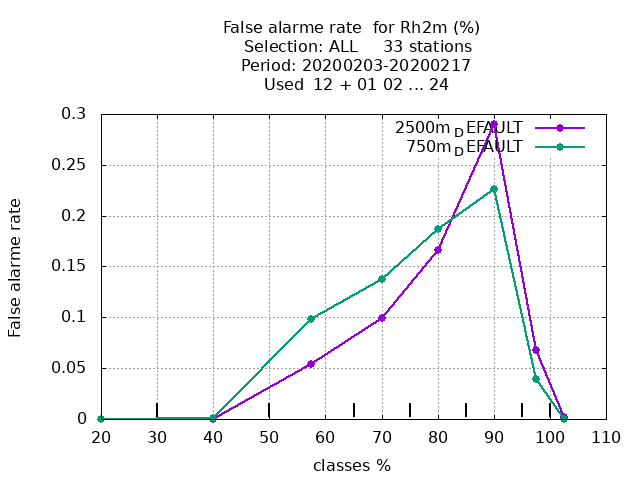 False alarme rate  for Rh2m (%)
Selection: ALL     33 stations
Period: 20200203-20200217
Used  12 + 01 02 ... 24
0.3
0.25
0.2
0.15
0.1
0.05
0
False alarme rate
2500m_DEFAULT
750m_DEFAULT
20 30 40 50 60 70 80 90 100 110
classes %